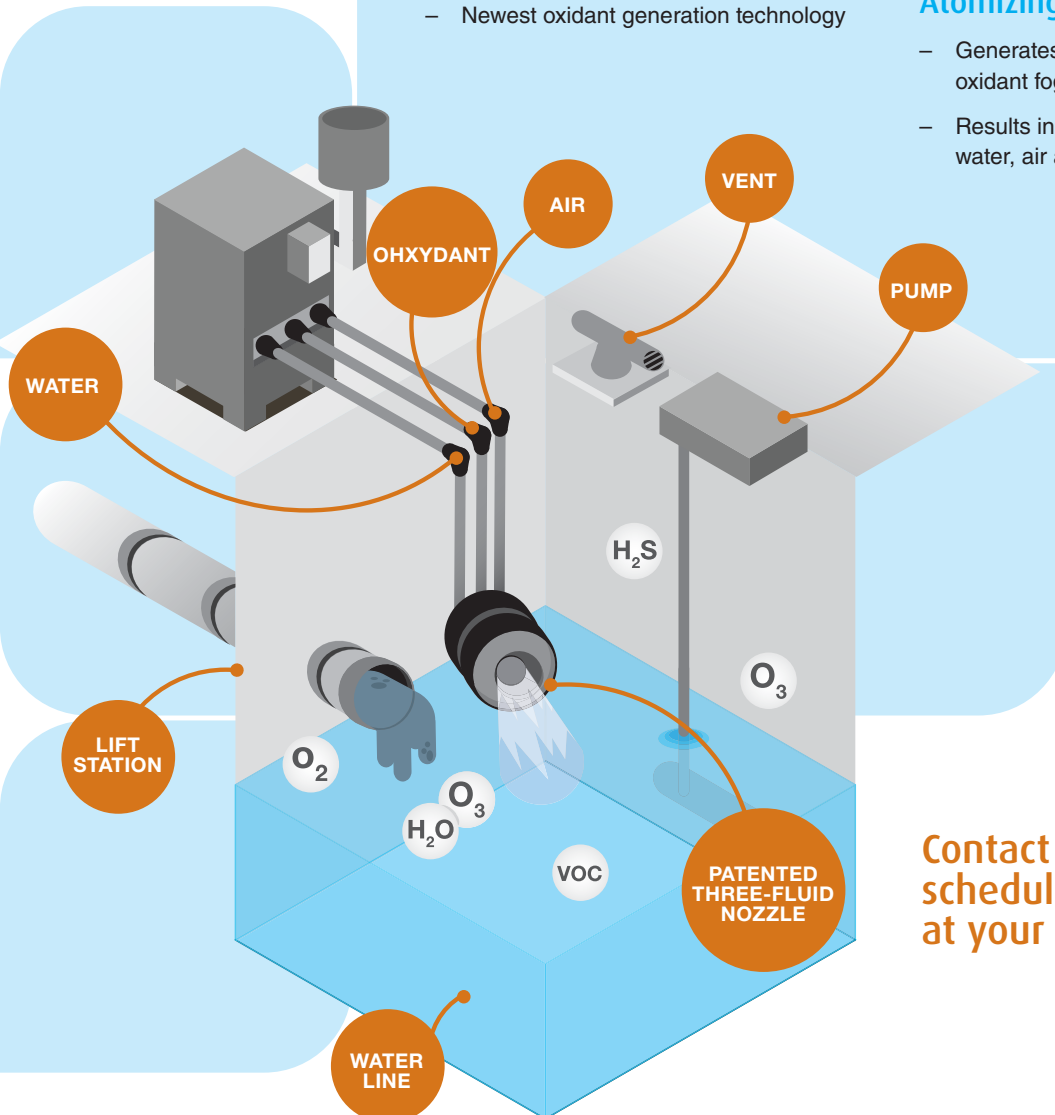 – Newest oxidant generation technology
Atomizing
– Generates
oxidant fog
– Results in
water, air
VENT
AIR
OHXYDANT
PUMP
WATER
H₂S
O₃
LIFT
STATION
O₂
O₃
H₂O
VOC
PATENTED
THREE-FLUID
NOZZLE
Contact
schedul
at your
WATER
LINE